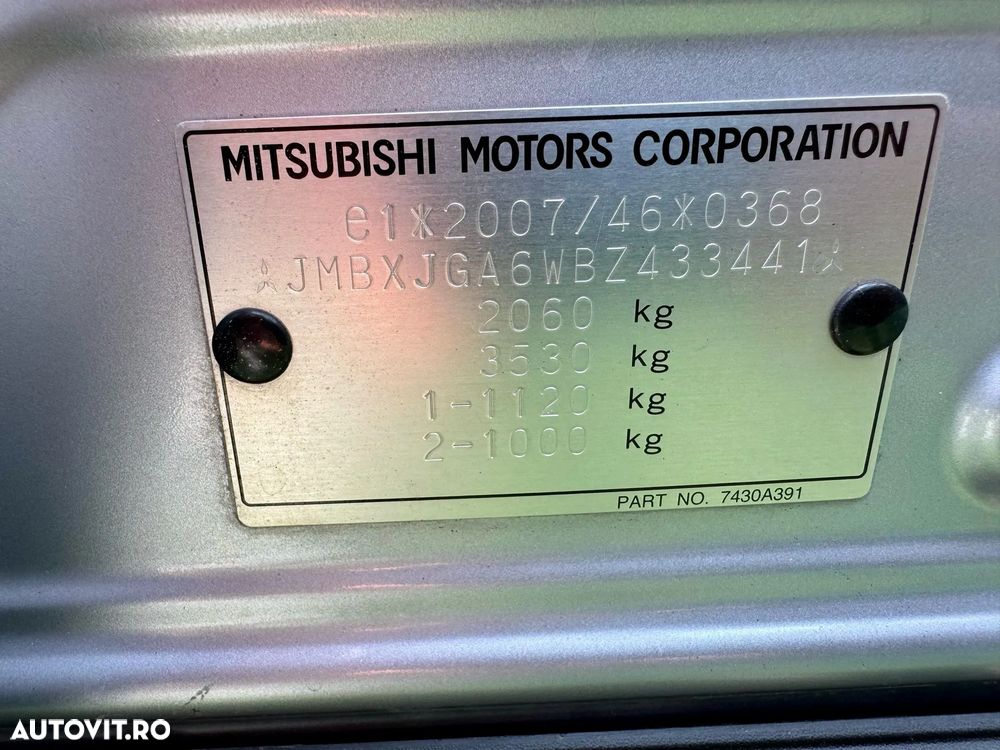 MITSUBISHI MOTORS CORPORATION
e1*2007/46*0368
JMBXJGA6WBZ433441
2060 kg
3530 kg
1-1120 kg
2-1000 kg
PART NO. 7430A391
AUTOVIT.RO